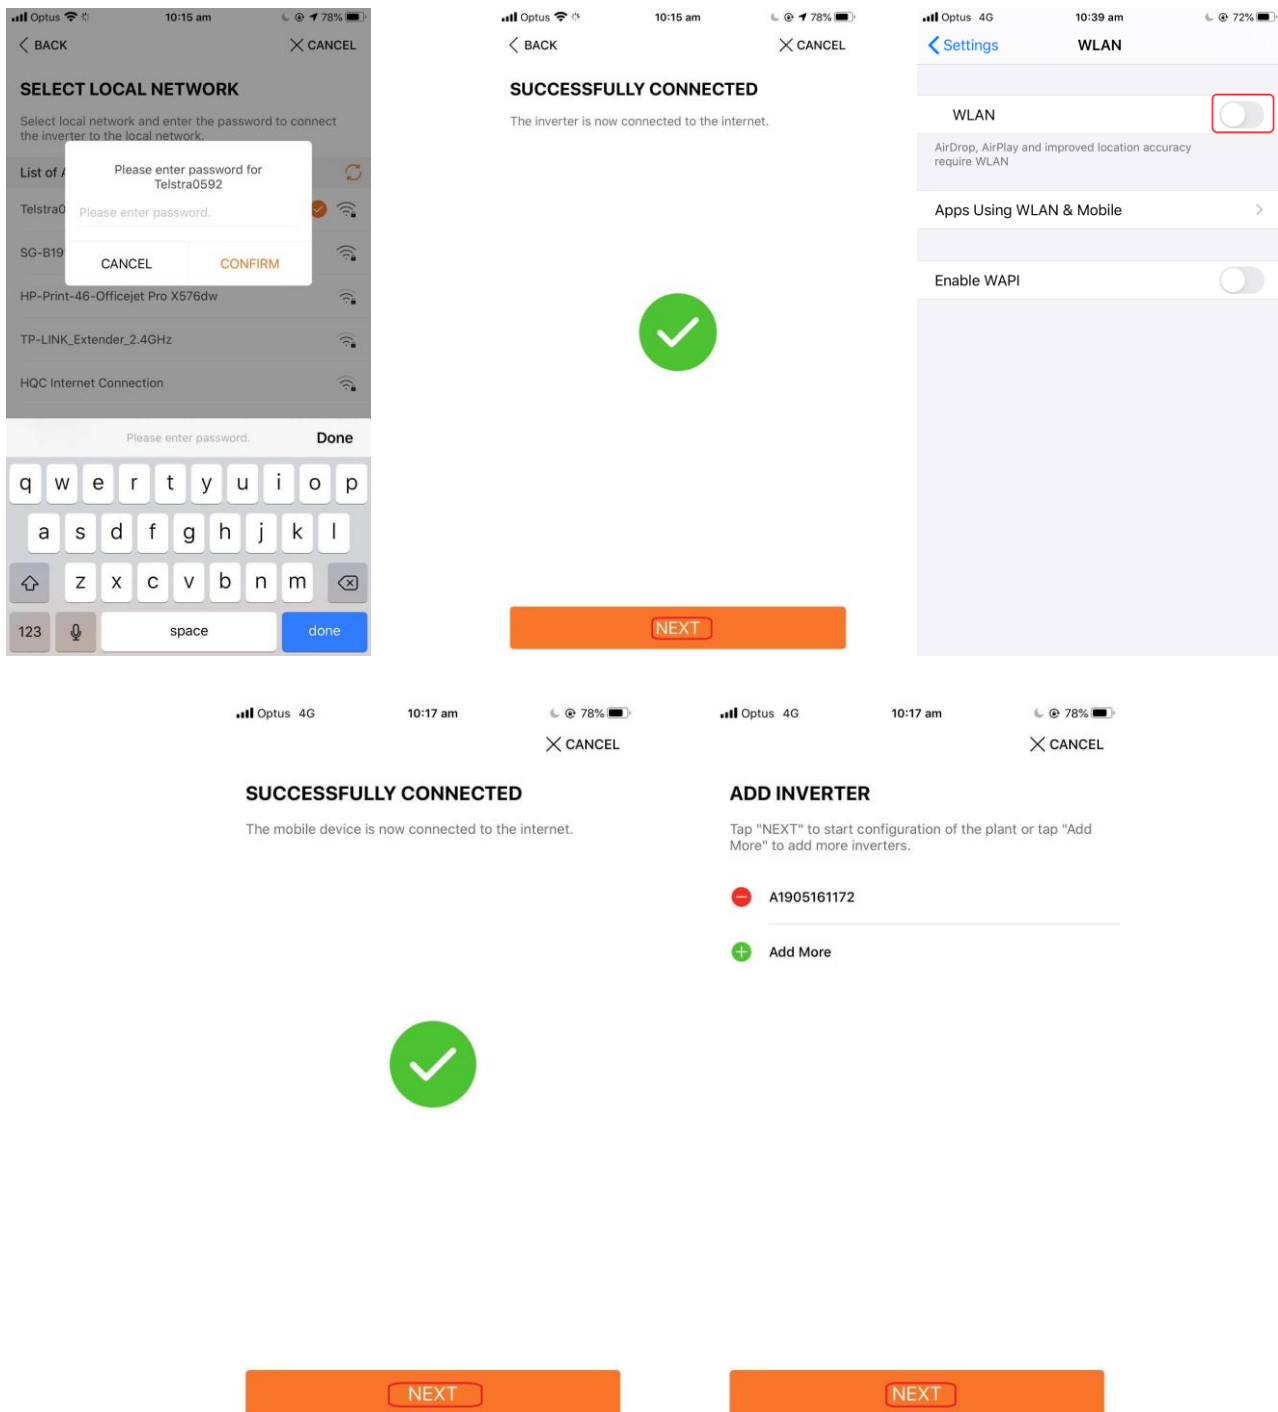 Optus 10:15 am 78%
BACK CANCEL
SELECT LOCAL NETWORK
Select local network and enter the password to connect
the inverter to the local network.
List of
Please enter password for
Telstra0592
Please enter password.
CANCEL CONFIRM
Telstra0
SG-B19
HP-Print-46-Officejet Pro X576dw
TP-LINK_Extender_2.4GHz
HQC Internet Connection
Please enter password. Done
q w e r t y u i o p
a s d f g h j k l
z x c v b n m
123 space done
Optus 10:15 am 78%
BACK CANCEL
SUCCESSFULLY CONNECTED
The inverter is now connected to the internet.
NEXT
Optus 4G 10:39 am 72%
Settings WLAN
WLAN
AirDrop, AirPlay and improved location accuracy
require WLAN
Apps Using WLAN & Mobile
Enable WAPI
Optus 4G 10:17 am 78%
CANCEL
SUCCESSFULLY CONNECTED
The mobile device is now connected to the internet.
NEXT
Optus 4G 10:17 am 78%
CANCEL
ADD INVERTER
Tap "NEXT" to start configuration of the plant or tap "Add
More" to add more inverters.
A1905161172
Add More
NEXT